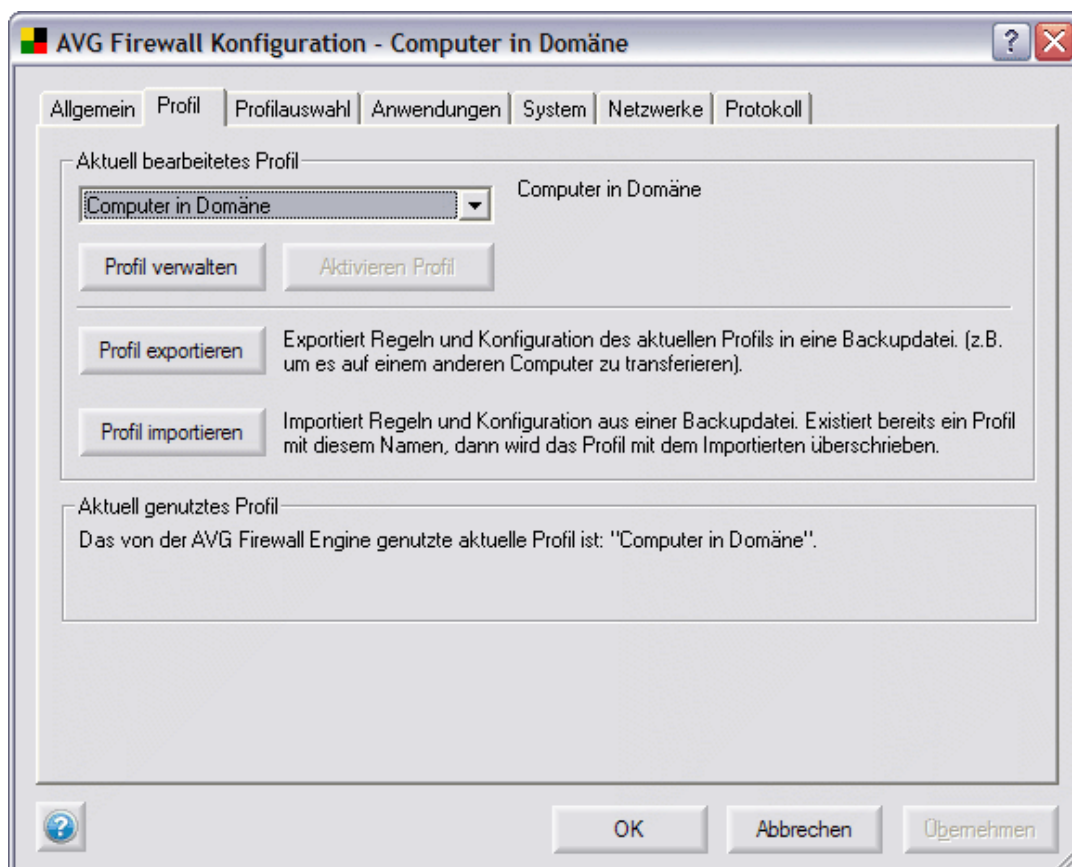 AVG Firewall Konfiguration - Computer in Domäne
Allgemein Profil Profilauswahl Anwendungen System Netzwerke Protokoll
Aktuell bearbeitetes Profil
Computer in Domäne Computer in Domäne
Profil verwalten Aktivieren Profil
Profil exportieren
Exportiert Regeln und Konfiguration des aktuellen Profils in eine Backupdatei. (z.B.
um es auf einem anderen Computer zu transferieren).
Profil importieren
Importiert Regeln und Konfiguration aus einer Backupdatei. Existiert bereits ein Profil
mit diesem Namen, dann wird das Profil mit dem Importierten überschrieben.
Aktuell genutztes Profil
Das von der AVG Firewall Engine genutzte aktuelle Profil ist: "Computer in Domäne".
OK Abbrechen Übernehmen